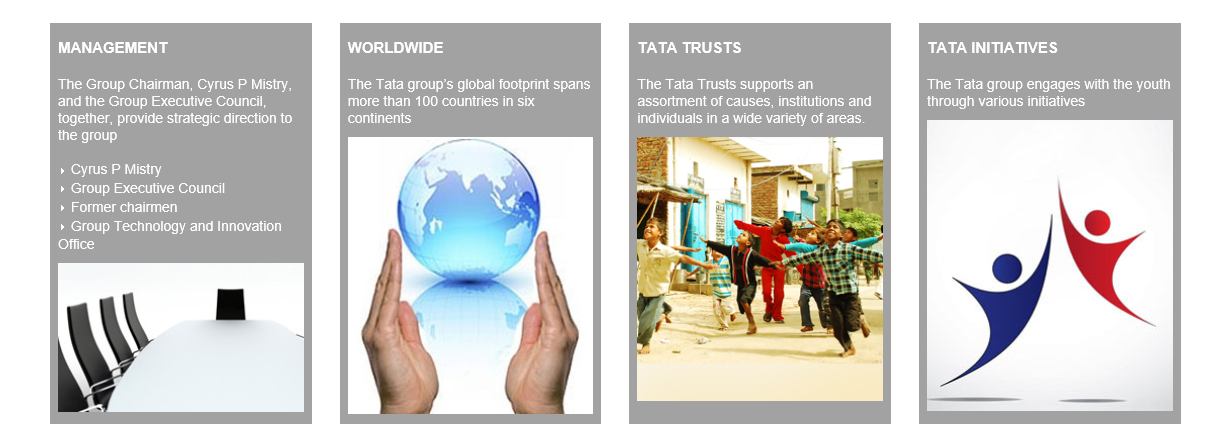 MANAGEMENT
The Group Chairman, Cyrus P Mistry,
and the Group Executive Council,
together, provide strategic direction to
the group
Cyrus P Mistry
Group Executive Council
Former chairmen
Group Technology and Innovation
Office
WORLDWIDE
The Tata group's global footprint spans
more than 100 countries in six
continents
TATA TRUSTS
The Tata Trusts supports an
assortment of causes, institutions and
individuals in a wide variety of areas.
TATA INITIATIVES
The Tata group engages with the youth
through various initiatives